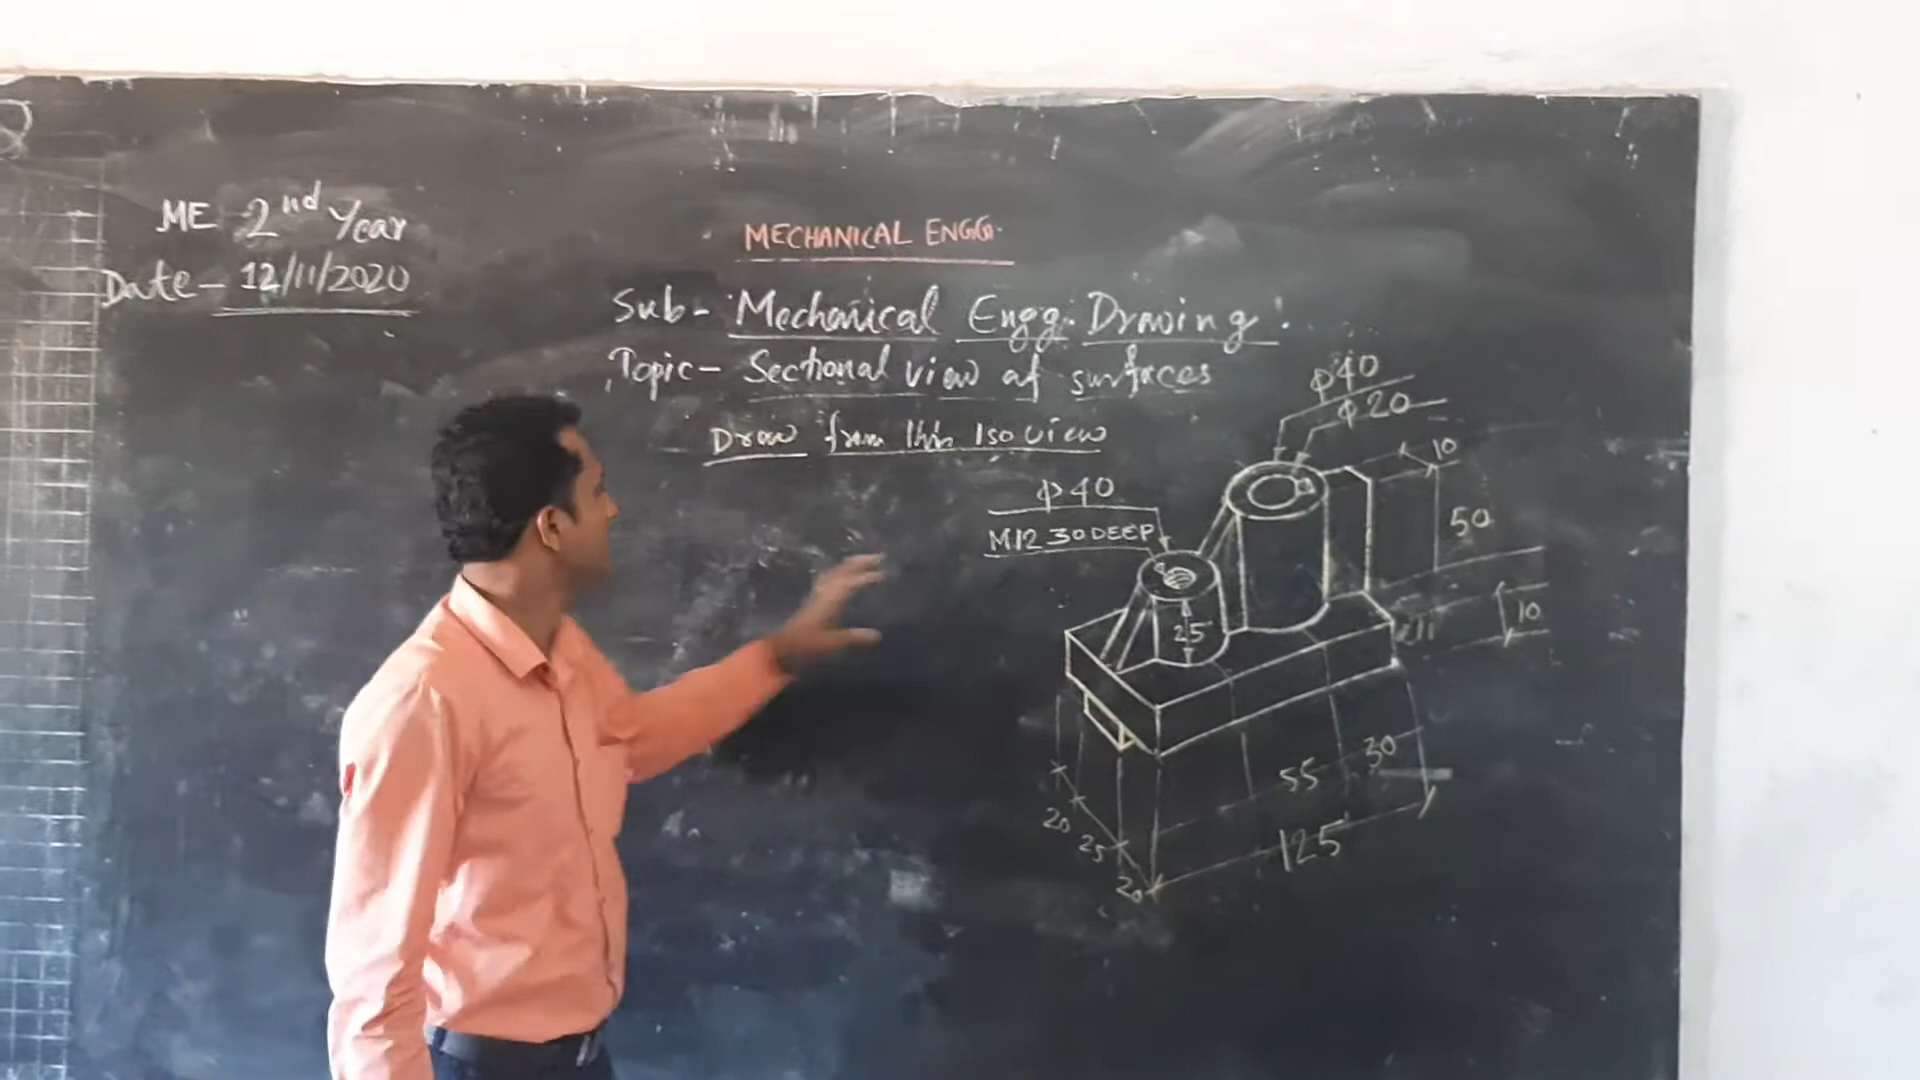 ME 2nd Year
Date - 12/11/2020
MECHANICAL ENGG.
Sub - Mechanical Engg. Drawing.
Topic - Sectional view of surfaces
Draw from this Iso view
φ40
φ20
10
50
10
φ40
M12 30 DEEP
25
55
30
125
20
25
20